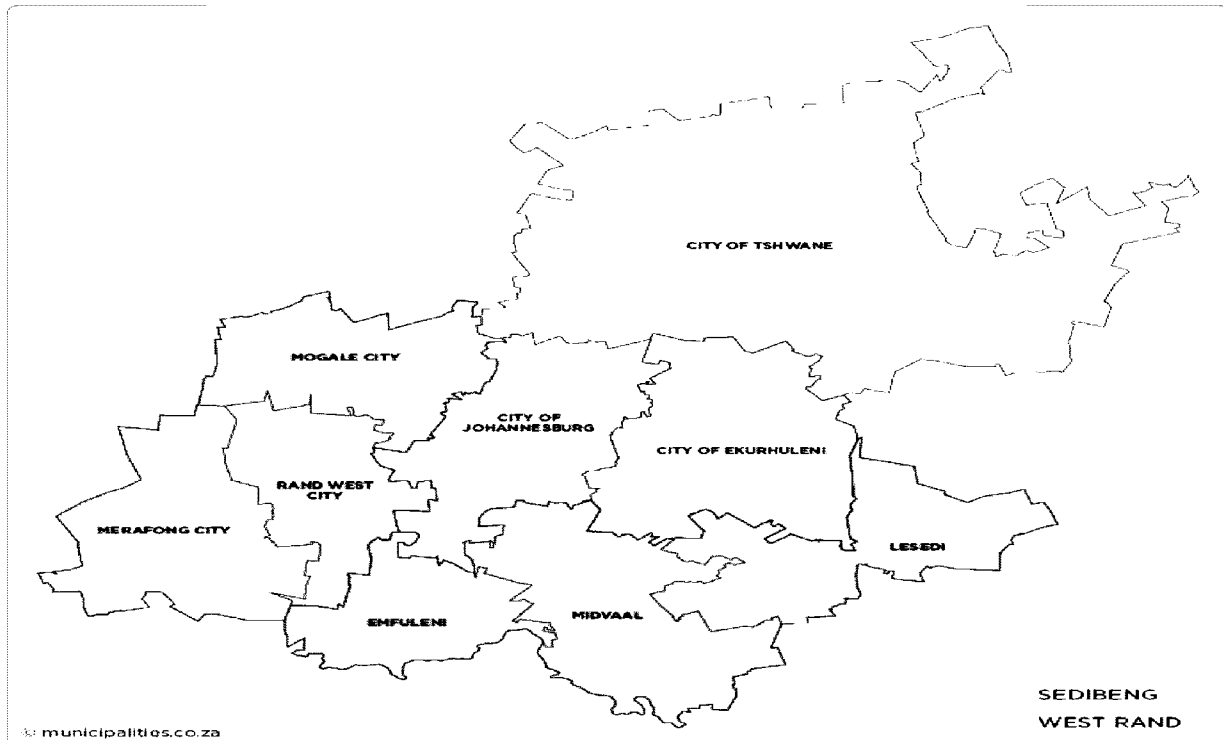 CITY OF TSHWANE
MOGALE CITY
CITY OF
JOHANNESBURG
CITY OF EKURHULENI
RAND WEST
CITY
MERAFONG CITY
LESEDI
EMFULENI
MIDVAAL
SEDIBENG
WEST RAND
© municipalities.co.za